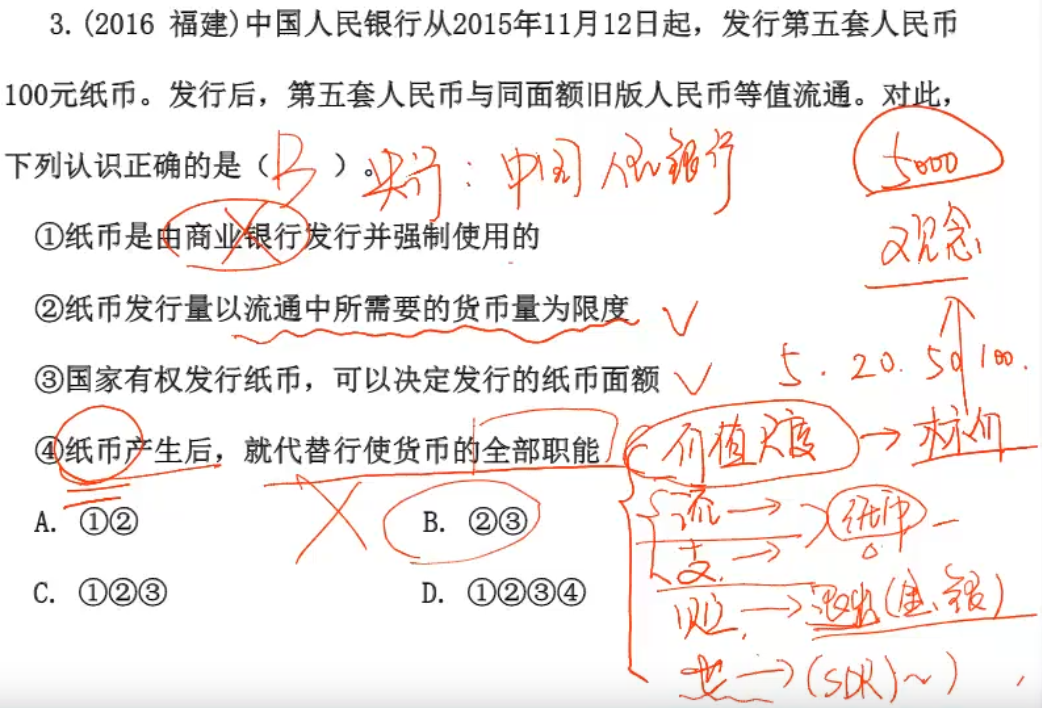 3.(2016 福建)中国人民银行从2015年11月12日起，发行第五套人民币
100元纸币。发行后，第五套人民币与同面额旧版人民币等值流通。对此，
下列认识正确的是（ B ）。 央行：中国人民银行
5000
观念
①纸币是由商业银行发行并强制使用的
②纸币发行量以流通中所需要的货币量为限度
5. 20. 50 100.
③国家有权发行纸币，可以决定发行的纸币面额
④纸币产生后，就代替行使货币的全部职能
价值尺度 → 标价
A. ①② B. ②③
流 → 纸币
支 →
C. ①②③ D. ①②③④
贮 → 退出(金、银)
世 → (SDR)